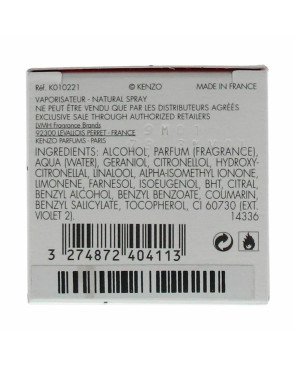 Réf. K010221 © KENZO MADE IN FRANCE
VAPORISATEUR - NATURAL SPRAY
NE PEUT ÊTRE VENDU QUE PAR LES DISTRIBUTEURS AGRÉÉS
EXCLUSIVE SALE THROUGH AUTHORIZED RETAILERS
LVMH Fragrance Brands
92300 LEVALLOIS PERRET - FRANCE
KENZO PARFUMS - PARIS
INGREDIENTS: ALCOHOL, PARFUM (FRAGRANCE),
AQUA (WATER), GERANIOL, CITRONELLOL, HYDROXY-
CITRONELLAL, LINALOOL, ALPHA-ISOMETHYL IONONE,
LIMONENE, FARNESOL, ISOEUGENOL, BHT, CITRAL,
BENZYL ALCOHOL, BENZYL BENZOATE, COUMARIN,
BENZYL SALICYLATE, TOCOPHEROL, CI 60730 (EXT.
VIOLET 2). 14336
3 274872 404113